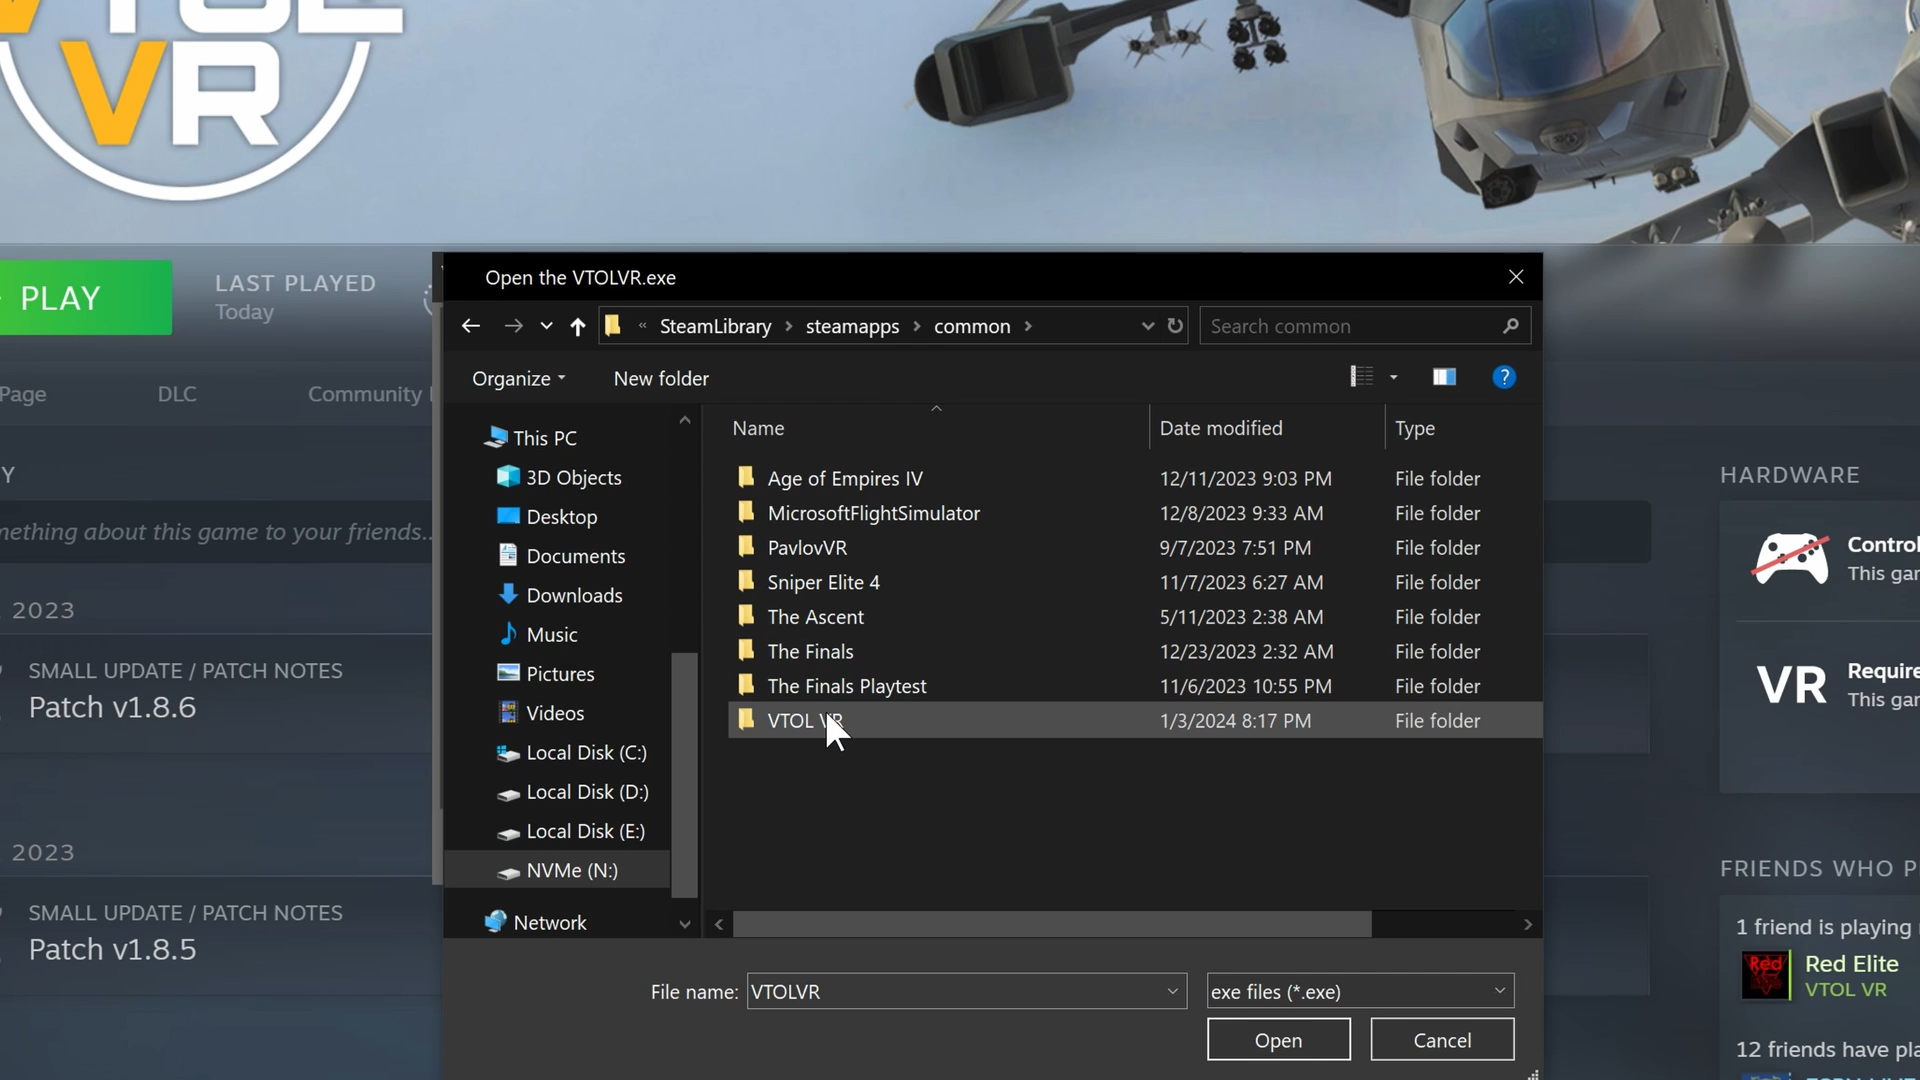 VTOL
VR
PLAY
LAST PLAYED
Today
Page
DLC
Community
Y
mething about this game to your friends..
2023
SMALL UPDATE / PATCH NOTES
Patch v1.8.6
2023
SMALL UPDATE / PATCH NOTES
Patch v1.8.5
Open the VTOLVR.exe
« SteamLibrary > steamapps > common >
Search common
Organize
New folder
This PC
3D Objects
Desktop
Documents
Downloads
Music
Pictures
Videos
Local Disk (C:)
Local Disk (D:)
Local Disk (E:)
NVMe (N:)
Network
Name Date modified Type
Age of Empires IV 12/11/2023 9:03 PM File folder
MicrosoftFlightSimulator 12/8/2023 9:33 AM File folder
PavlovVR 9/7/2023 7:51 PM File folder
Sniper Elite 4 11/7/2023 6:27 AM File folder
The Ascent 5/11/2023 2:38 AM File folder
The Finals 12/23/2023 2:32 AM File folder
The Finals Playtest 11/6/2023 10:55 PM File folder
VTOL VR 1/3/2024 8:17 PM File folder
File name: VTOLVR
exe files (*.exe)
Open
Cancel
HARDWARE
Control
This gar
VR
Require
This gar
FRIENDS WHO P
1 friend is playing
Red
Red Elite
VTOL VR
12 friends have pla